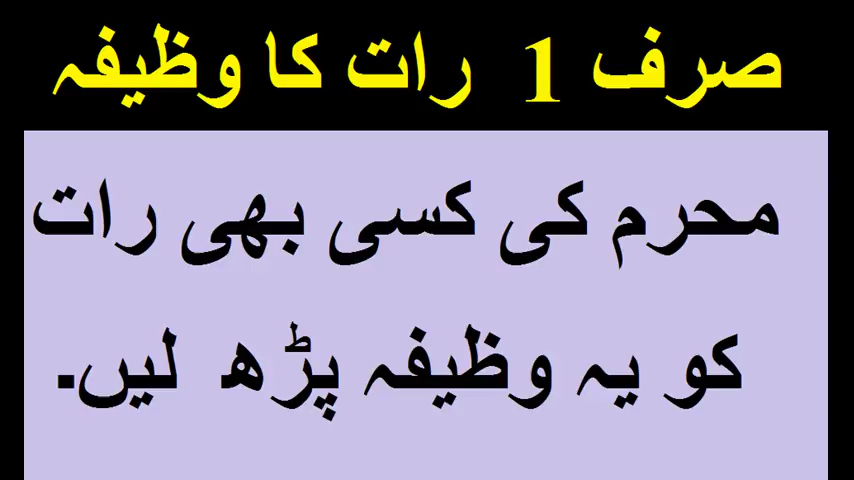 صرف 1 رات کا وظیفہ
محرم کی کسی بھی رات
کو یہ وظیفہ پڑھ لیں۔